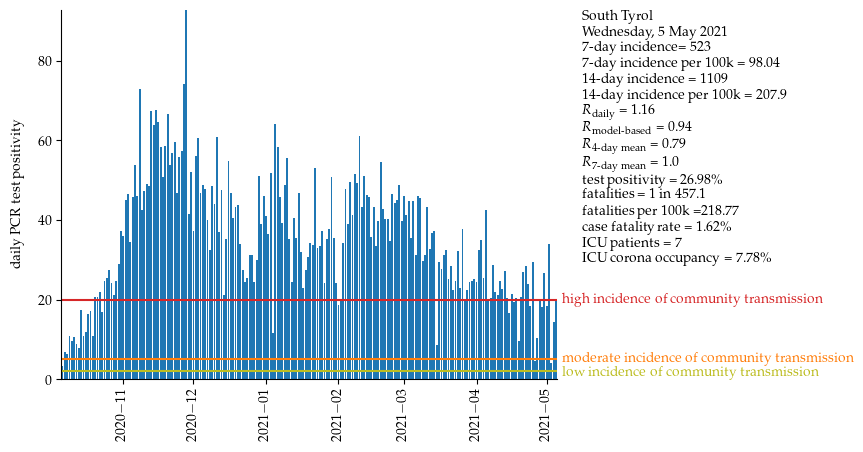 South Tyrol
Wednesday, 5 May 2021
7-day incidence= 523
7-day incidence per 100k = 98.04
14-day incidence = 1109
14-day incidence per 100k = 207.9
R_daily = 1.16
R_model-based = 0.94
R_4-day mean = 0.79
R_7-day mean = 1.0
test positivity = 26.98%
fatalities = 1 in 457.1
fatalities per 100k =218.77
case fatality rate = 1.62%
ICU patients = 7
ICU corona occupancy = 7.78%
daily PCR test positivity
80
60
40
20
0
high incidence of community transmission
moderate incidence of community transmission
low incidence of community transmission
2020−11
2020−12
2021−01
2021−02
2021−03
2021−04
2021−05